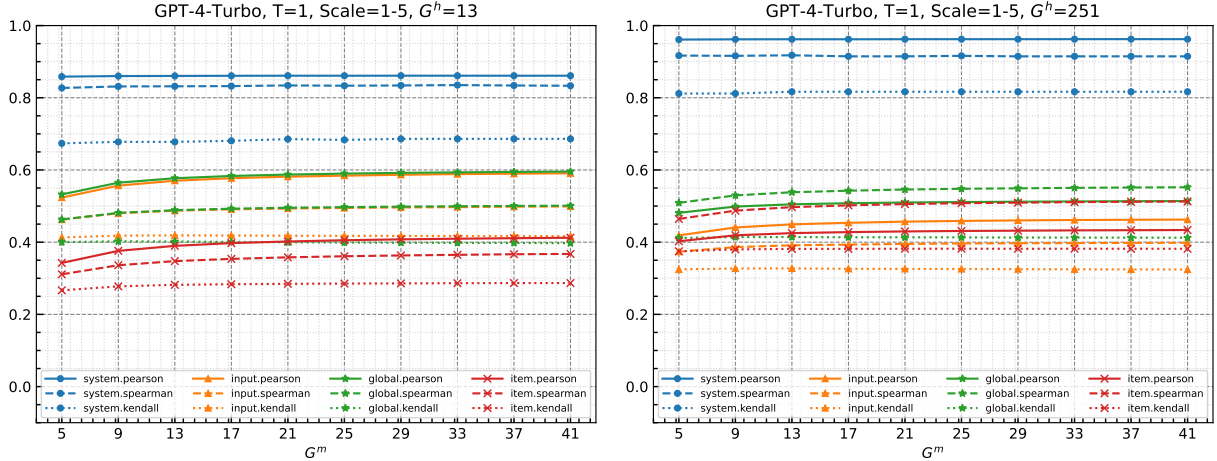 GPT-4-Turbo, T=1, Scale=1-5, G^h=13
1.0
0.8
0.6
0.4
0.2
0.0
system.pearson input.pearson global.pearson item.pearson
system.spearman input.spearman global.spearman item.spearman
system.kendall input.kendall global.kendall item.kendall
5 9 13 17 21 25 29 33 37 41
G^m
GPT-4-Turbo, T=1, Scale=1-5, G^h=251
1.0
0.8
0.6
0.4
0.2
0.0
system.pearson input.pearson global.pearson item.pearson
system.spearman input.spearman global.spearman item.spearman
system.kendall input.kendall global.kendall item.kendall
5 9 13 17 21 25 29 33 37 41
G^m